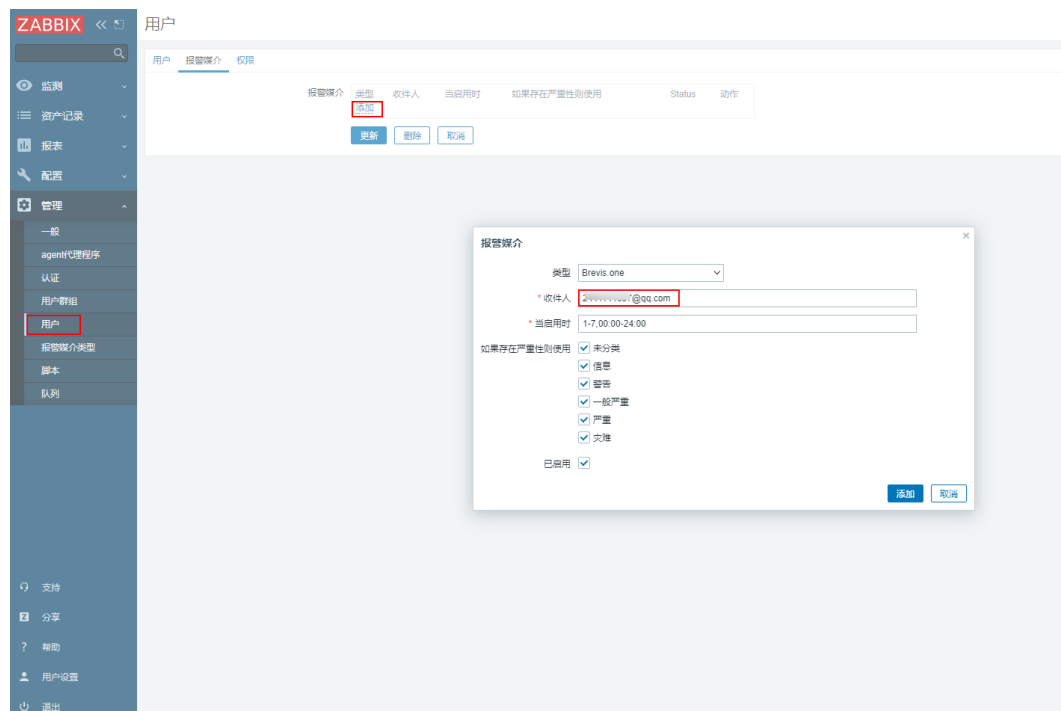 ZABBIX
用户
用户 报警媒介 权限
监测
资产记录
报表
配置
管理
一般
agent代理程序
认证
用户群组
用户
报警媒介类型
脚本
队列
支持
分享
帮助
用户设置
退出
报警媒介 类型 收件人 当启用时 如果存在严重性则使用 Status 动作
添加
更新 删除 取消
报警媒介
类型 Brevis.one
* 收件人 @qq.com
* 当启用时 1-7,00:00-24:00
如果存在严重性则使用 未分类
信息
警告
一般严重
严重
灾难
已启用
添加 取消